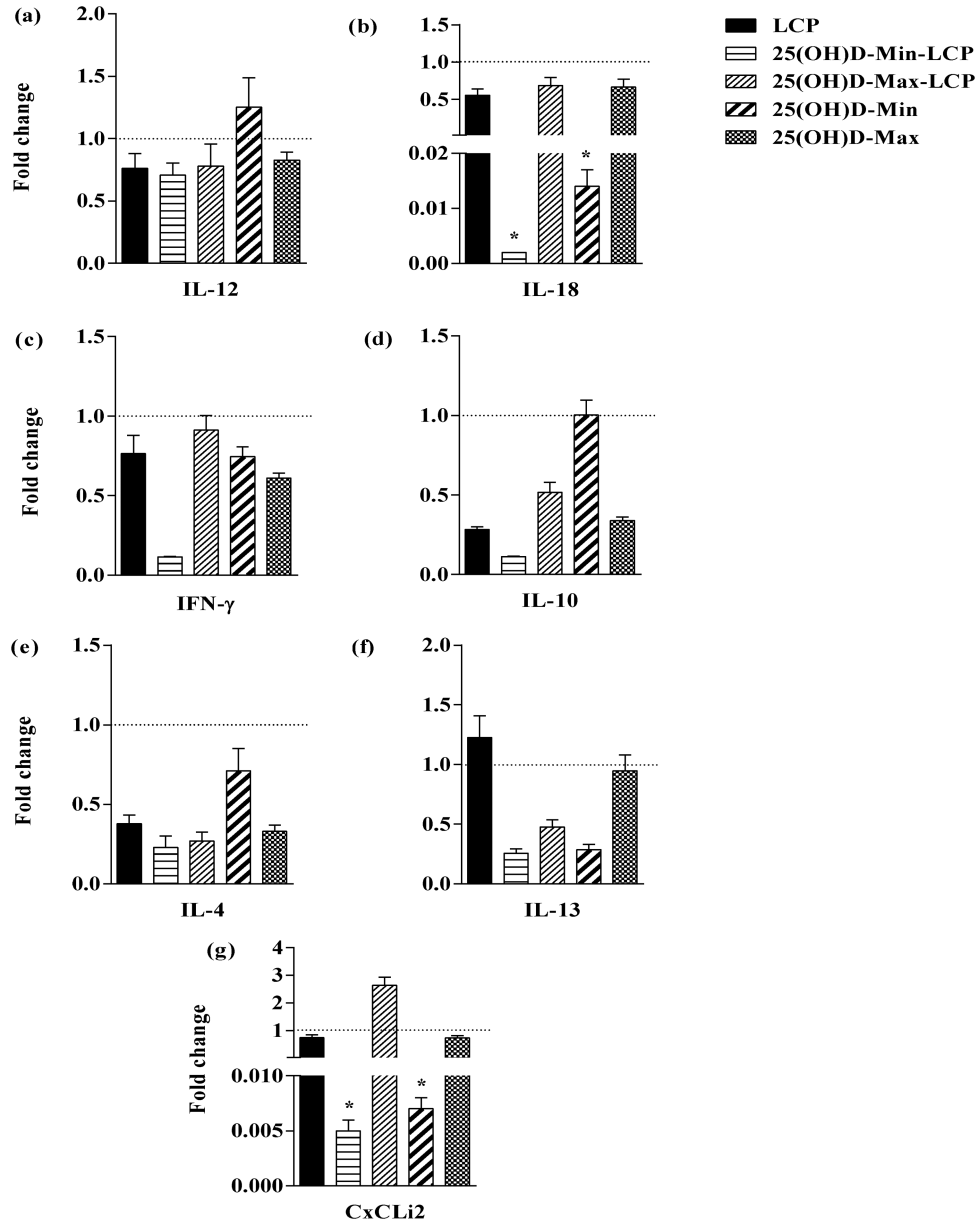 (a)
2.0
1.5
1.0
0.5
0.0
Fold change
IL-12
(b)
1.0
0.5
0.02
0.01
0.00
*
*
IL-18
LCP
25(OH)D-Min-LCP
25(OH)D-Max-LCP
25(OH)D-Min
25(OH)D-Max
(c)
1.5
1.0
0.5
0.0
Fold change
IFN-γ
(d)
1.5
1.0
0.5
0.0
IL-10
(e)
1.5
1.0
0.5
0.0
Fold change
IL-4
(f)
2.0
1.5
1.0
0.5
0.0
IL-13
(g)
4
3
2
1
0.010
0.005
0.000
Fold change
*
*
CxCLi2